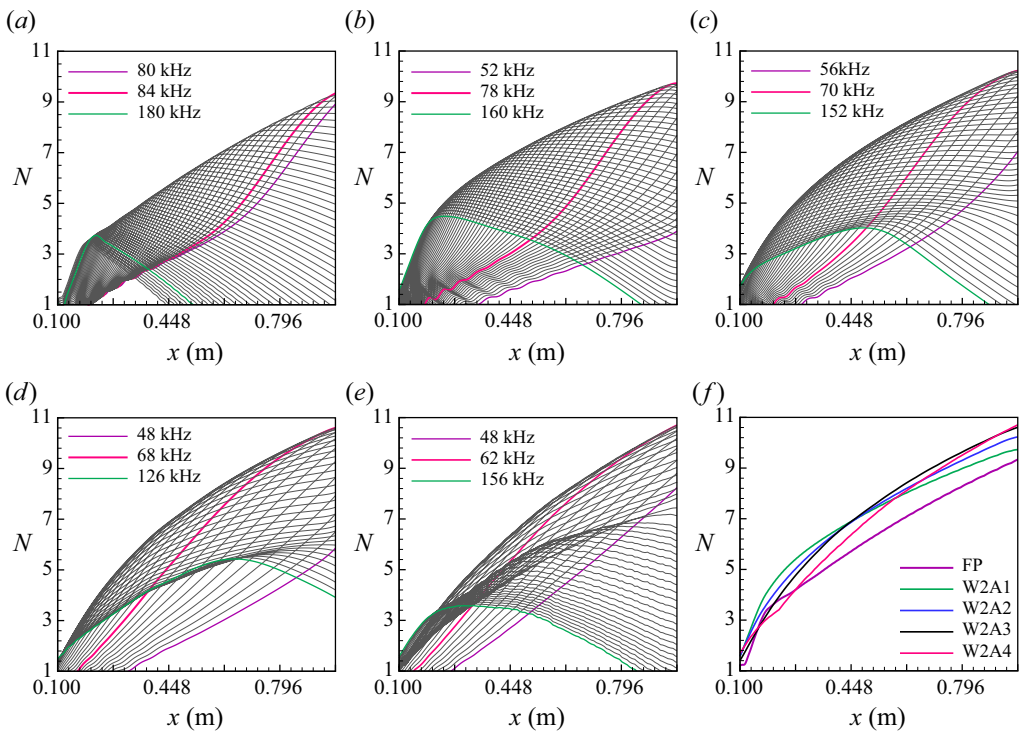 (a)
11
9
7
5
3
1
N
80 kHz
84 kHz
180 kHz
0.100
0.448
0.796
x (m)
(b)
11
9
7
5
3
1
N
52 kHz
78 kHz
160 kHz
0.100
0.448
0.796
x (m)
(c)
11
9
7
5
3
1
N
56kHz
70 kHz
152 kHz
0.100
0.448
0.796
x (m)
(d)
11
9
7
5
3
1
N
48 kHz
68 kHz
126 kHz
0.100
0.448
0.796
x (m)
(e)
11
9
7
5
3
1
N
48 kHz
62 kHz
156 kHz
0.100
0.448
0.796
x (m)
(f)
11
9
7
5
3
1
N
FP
W2A1
W2A2
W2A3
W2A4
0.100
0.448
0.796
x (m)